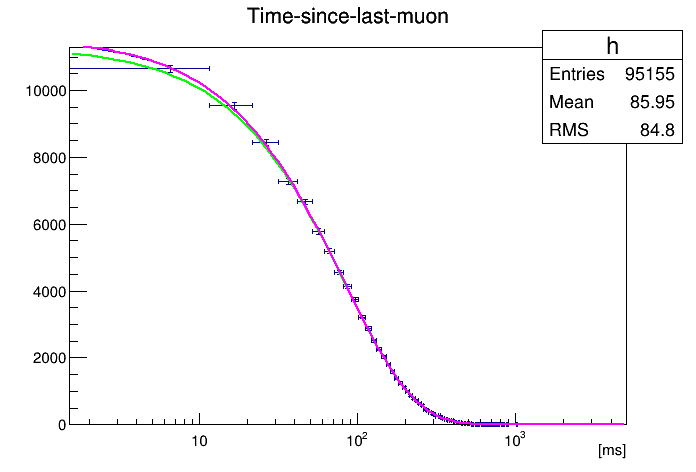 Time-since-last-muon
h
Entries 95155
Mean 85.95
RMS 84.8
10000
8000
6000
4000
2000
0
10 10² 10³
[ms]